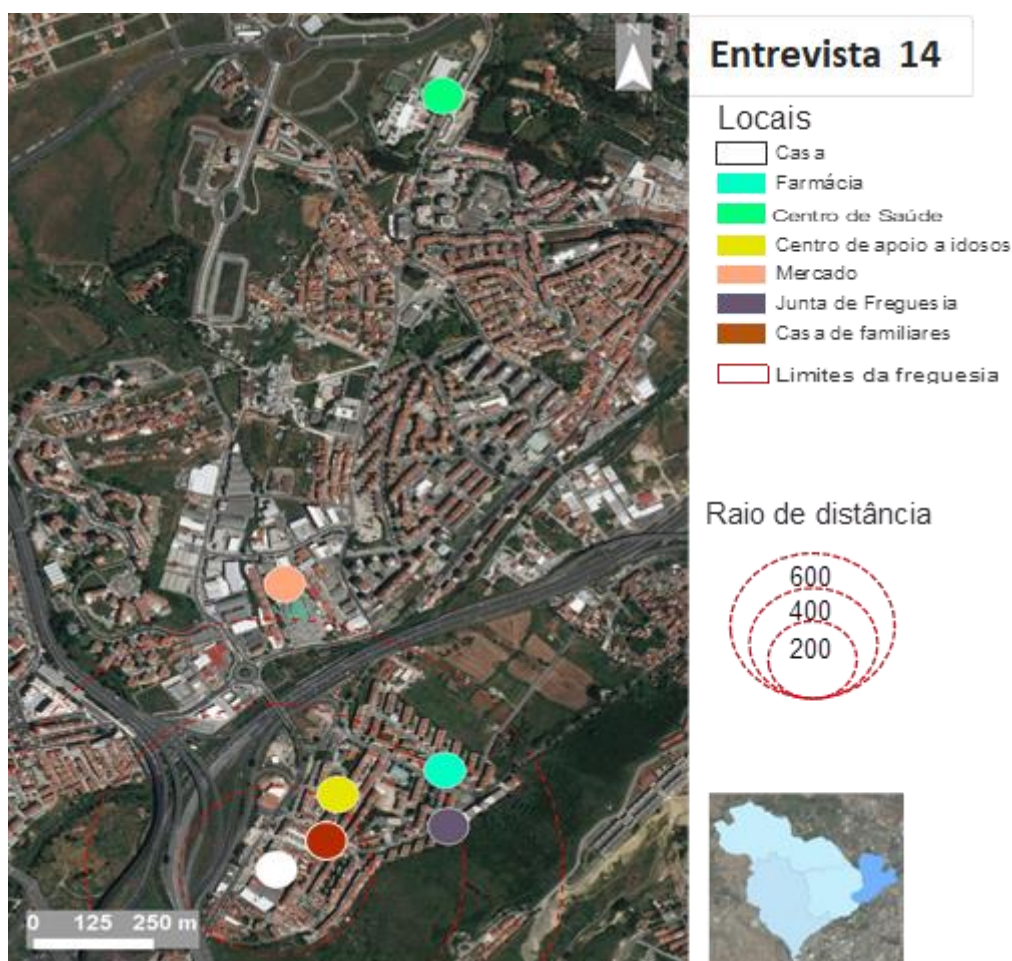 N
Entrevista 14
Locais
Casa
Farmácia
Centro de Saúde
Centro de apoio a idosos
Mercado
Junta de Freguesia
Casa de familiares
Limites da freguesia
Raio de distância
600
400
200
0 125 250 m